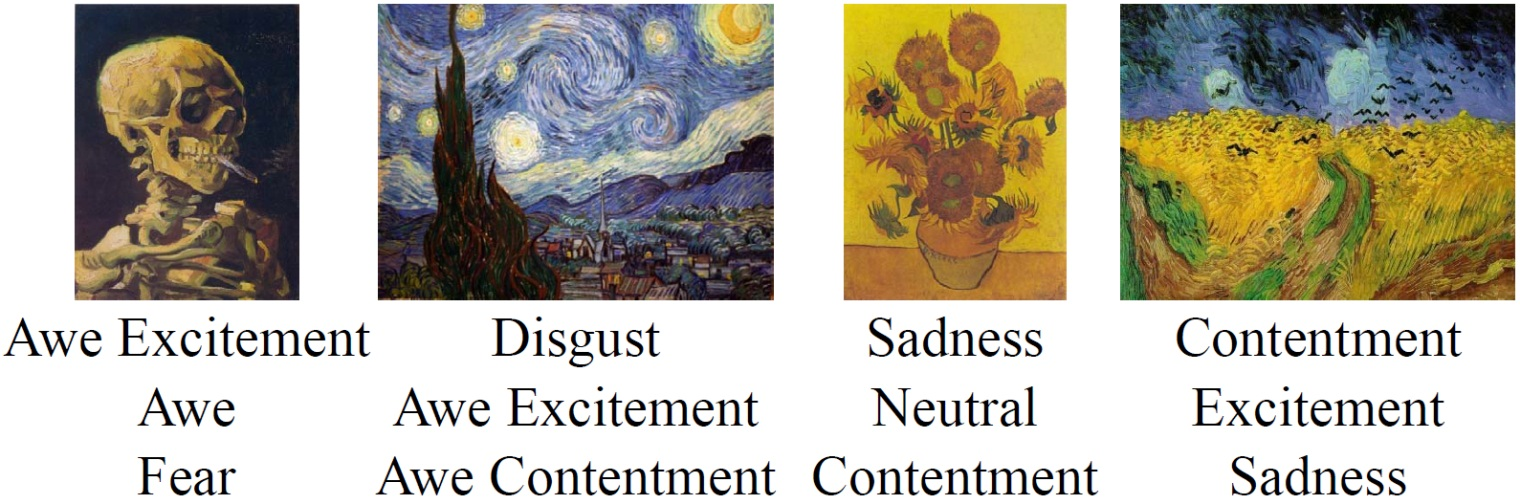 Awe Excitement Disgust Sadness Contentment
Awe Awe Excitement Neutral Excitement
Fear Awe Contentment Contentment Sadness